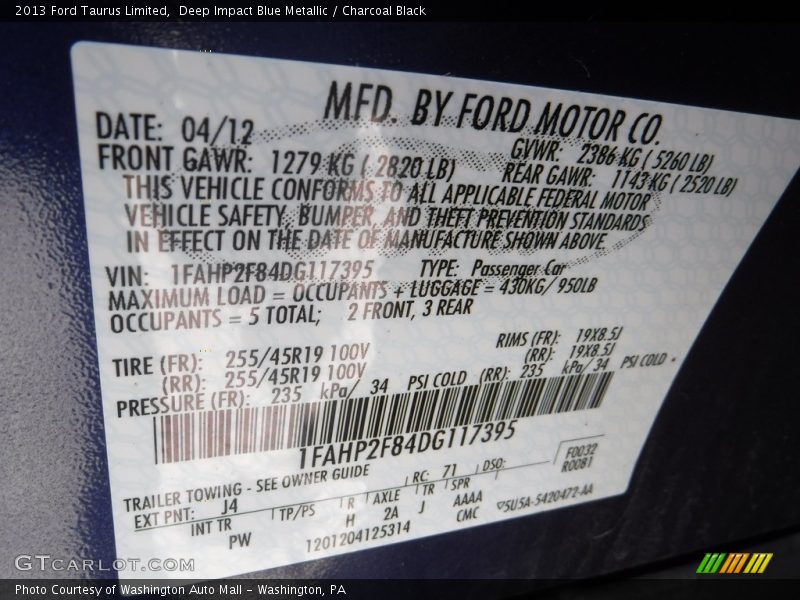 2013 Ford Taurus Limited, Deep Impact Blue Metallic / Charcoal Black
MFD. BY FORD MOTOR CO.
DATE: 04/12
GVWR: 2386 KG ( 5260 LB)
FRONT GAWR: 1279 KG ( 2820 LB)
REAR GAWR: 1143 KG ( 2520 LB)
THIS VEHICLE CONFORMS TO ALL APPLICABLE FEDERAL MOTOR
VEHICLE SAFETY, BUMPER, AND THEFT PREVENTION STANDARDS
IN EFFECT ON THE DATE OF MANUFACTURE SHOWN ABOVE
VIN: 1FAHP2F84DG117395 TYPE: Passenger Car
MAXIMUM LOAD = OCCUPANTS + LUGGAGE = 430KG/ 950LB
OCCUPANTS = 5 TOTAL; 2 FRONT, 3 REAR
TIRE (FR): 255/45R19 100V RIMS (FR): 19X8.5J
(RR): 255/45R19 100V (RR): 19X8.5J
PRESSURE (FR): 235 kPa/ 34 PSI COLD (RR): 235 kPa/ 34 PSI COLD
1FAHP2F84DG117395
TRAILER TOWING - SEE OWNER GUIDE
F0032
R0081
EXT PNT: J4 RC: 71 DSO:
INT TR TP/PS R AXLE TR SPR
PW H 2A J AAAA
1201204125314 CMC
5U5A-5420472-AA
GTCARLOT.COM
Photo Courtesy of Washington Auto Mall - Washington, PA